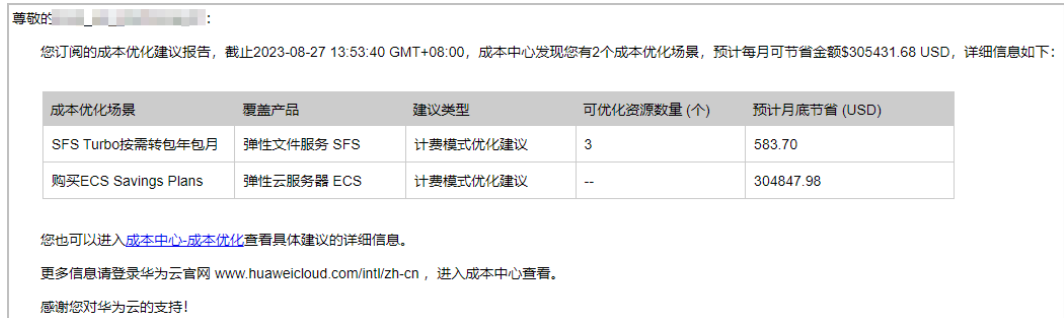 尊敬的 :
您订阅的成本优化建议报告，截止2023-08-27 13:53:40 GMT+08:00，成本中心发现您有2个成本优化场景，预计每月可节省金额$305431.68 USD，详细信息如下：
成本优化场景 覆盖产品 建议类型 可优化资源数量 (个) 预计月底节省 (USD)
SFS Turbo按需转包年包月 弹性文件服务 SFS 计费模式优化建议 3 583.70
购买ECS Savings Plans 弹性云服务器 ECS 计费模式优化建议 -- 304847.98
您也可以进入成本中心-成本优化查看具体建议的详细信息。
更多信息请登录华为云官网 www.huaweicloud.com/intl/zh-cn ，进入成本中心查看。
感谢您对华为云的支持！